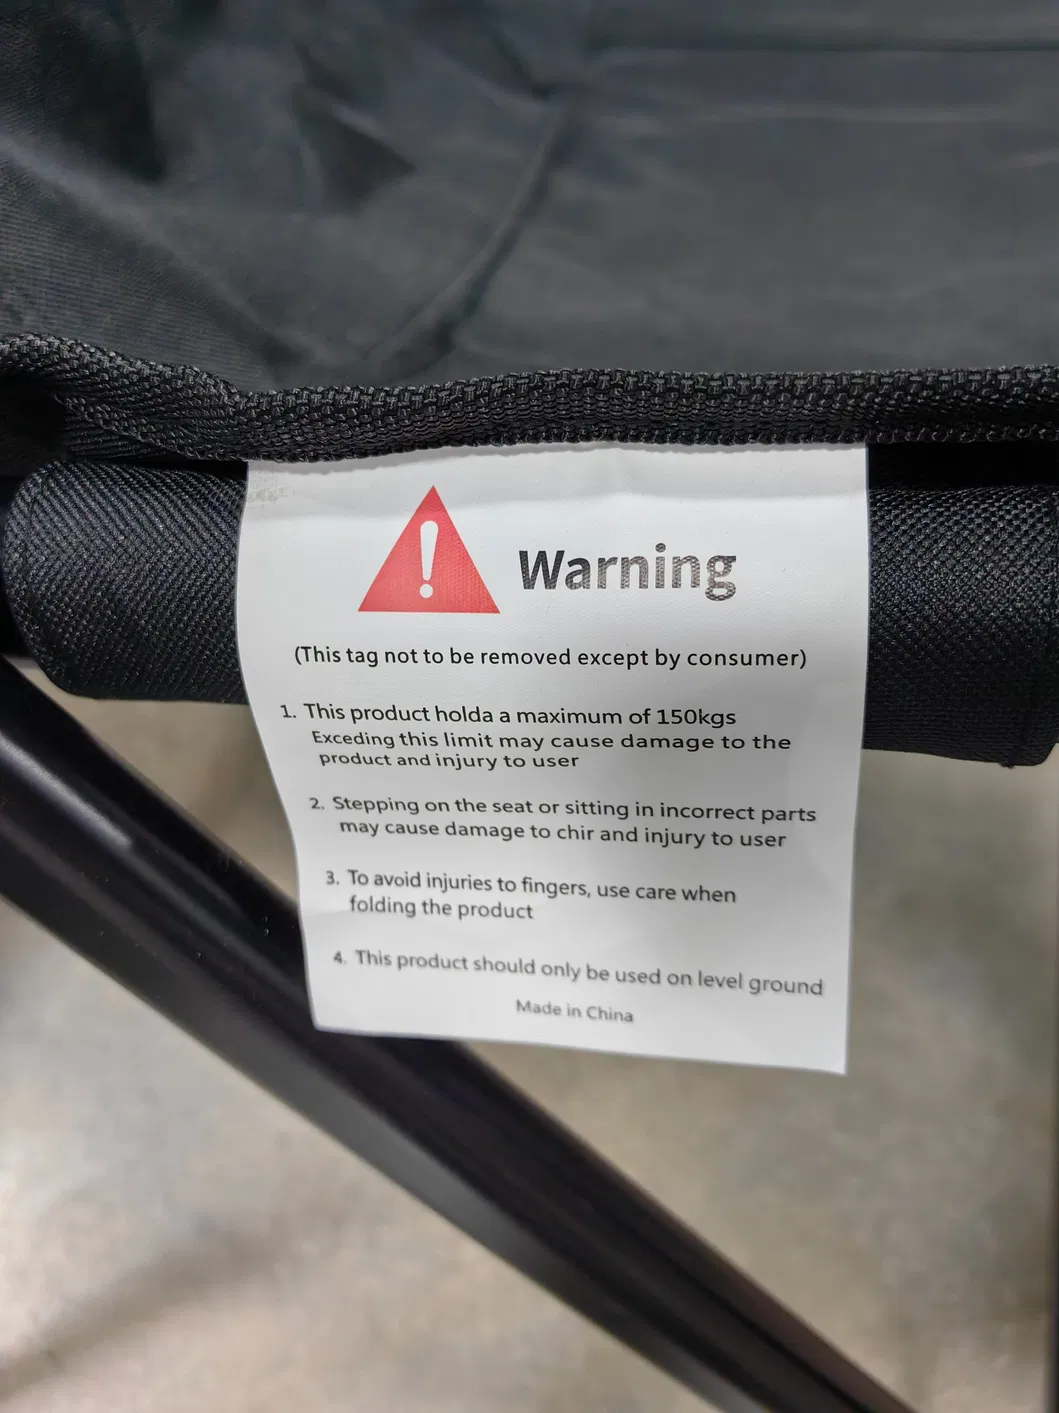 Warning
(This tag not to be removed except by consumer)
1. This product holda a maximum of 150kgs
Exceding this limit may cause damage to the
product and injury to user
2. Stepping on the seat or sitting in incorrect parts
may cause damage to chir and injury to user
3. To avoid injuries to fingers, use care when
folding the product
4. This product should only be used on level ground
Made in China